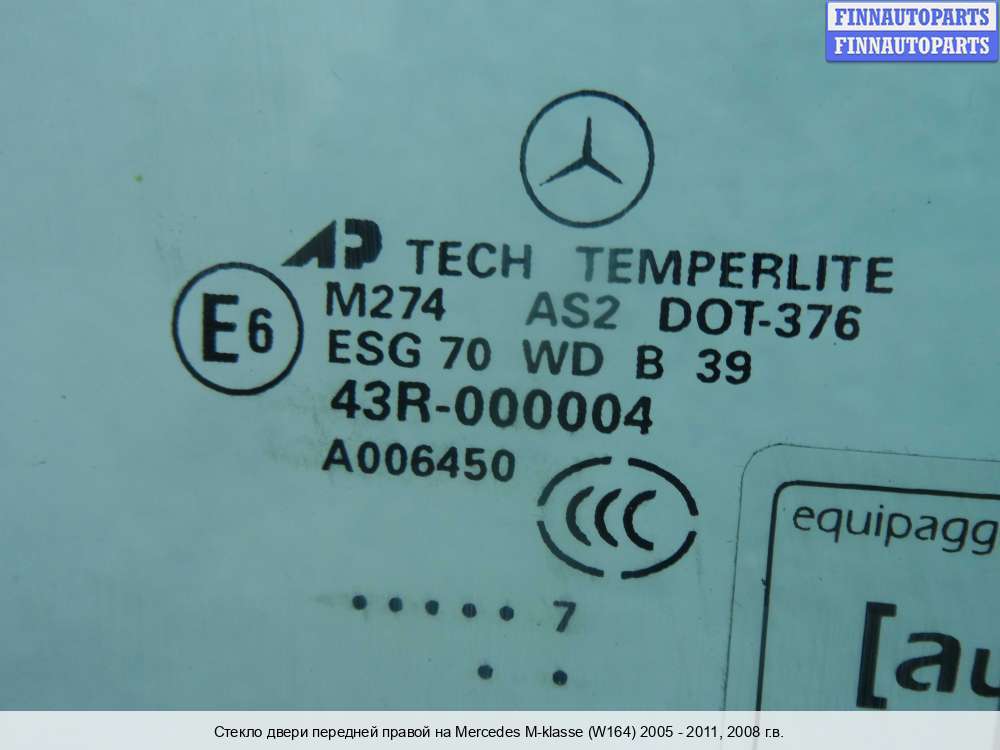 FINNAUTOPARTS
FINNAUTOPARTS
AP TECH TEMPERLITE
E6
M274 AS2 DOT-376
ESG 70 WD B 39
43R-000004
A006450
CCC
. . . . . 7
. .
equipagg
[au
Стекло двери передней правой на Mercedes M-klasse (W164) 2005 - 2011, 2008 г.в.